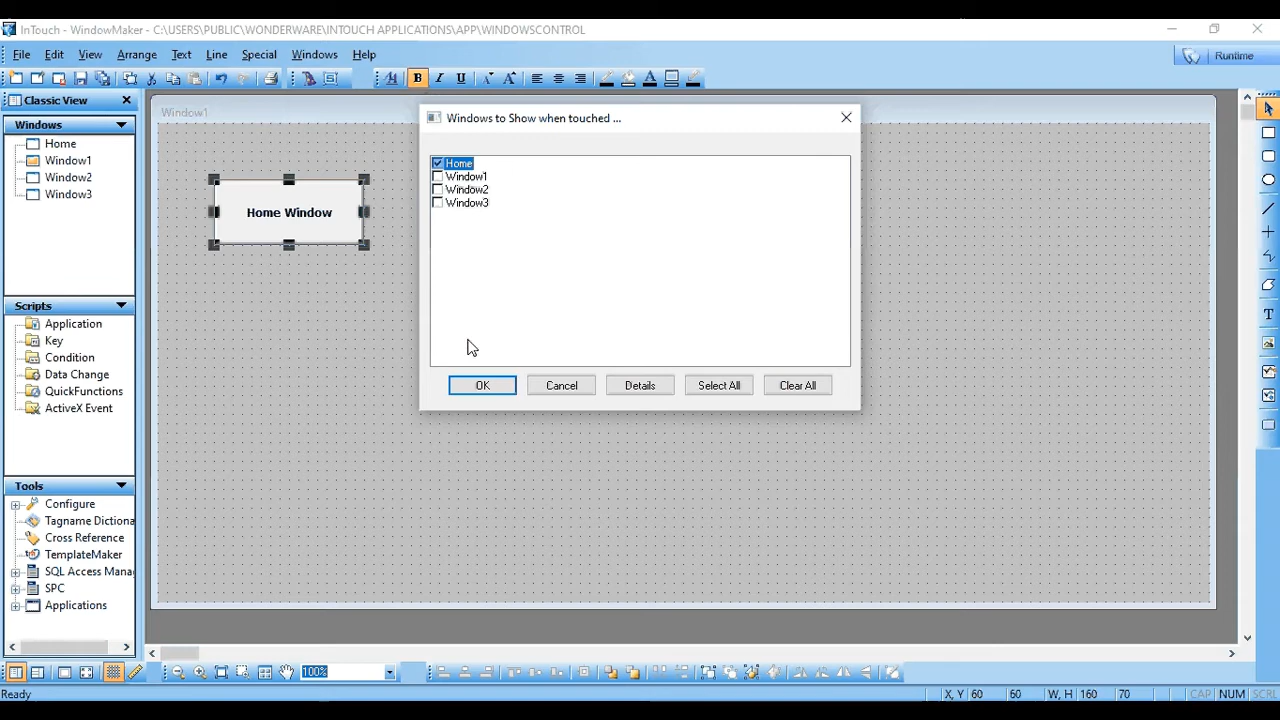 InTouch - WindowMaker - C:\USERS\PUBLIC\WONDERWARE\INTOUCH APPLICATIONS\APP\WINDOWSCONTROL
File Edit View Arrange Text Line Special Windows Help
Runtime
B I U
Classic View
Windows
Home
Window1
Window2
Window3
Scripts
Application
Key
Condition
Data Change
QuickFunctions
ActiveX Event
Tools
Configure
Tagname Dictiona
Cross Reference
TemplateMaker
SQL Access Mana
SPC
Applications
Window1
Home Window
Windows to Show when touched ...
Home
Window1
Window2
Window3
OK Cancel Details Select All Clear All
T
100%
Ready
X, Y 60 60 W, H 160 70 CAP NUM SCRL